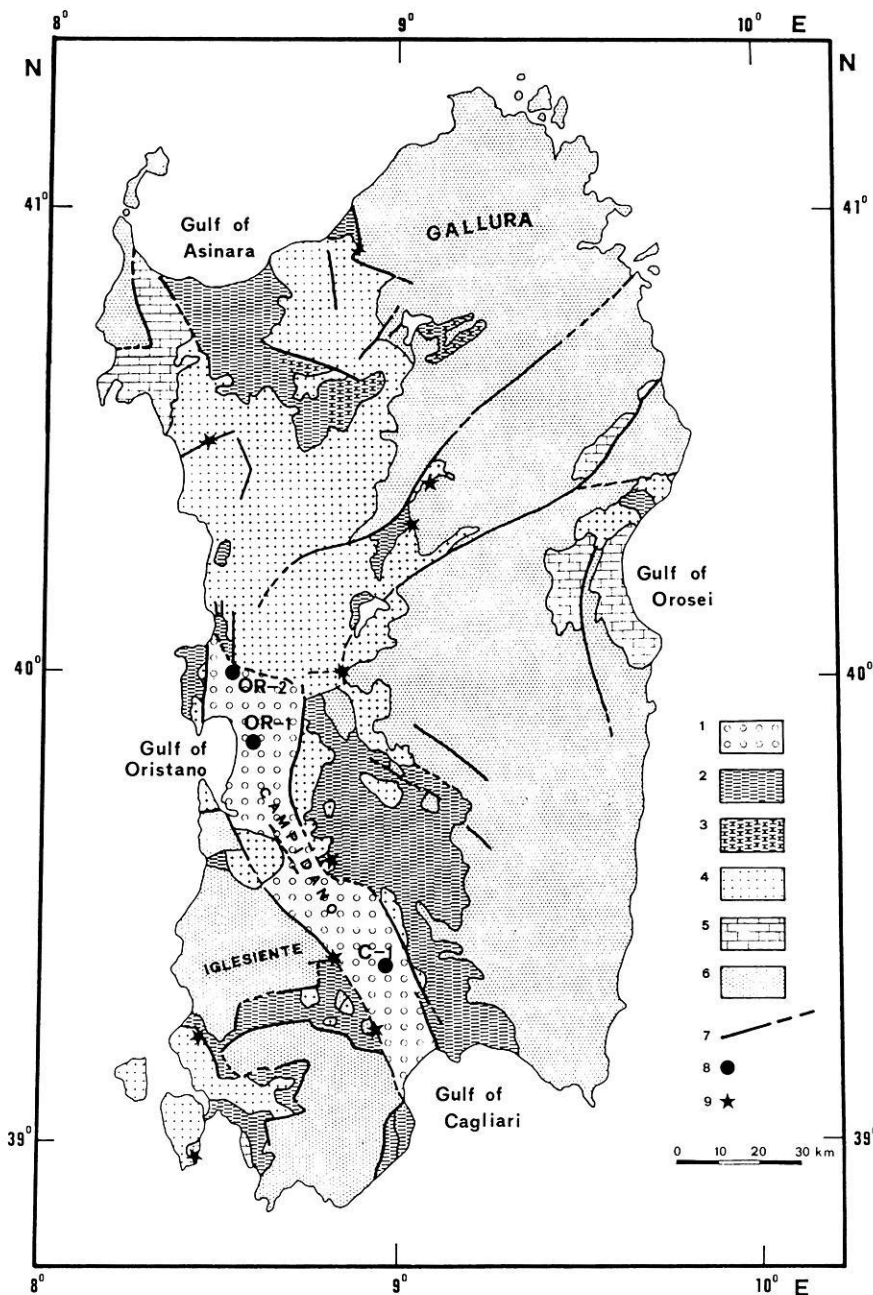 8° 9° 10° E
N N
41° 41°
Gulf of
Asinara
GALLURA
Gulf of
Orosei
40° 40°
OR-2
OR-1
Gulf of
Oristano
CAMPIDANO
1
2
3
4
5
6
7
8
9
IGLESIENTE
C-1
Gulf of
Cagliari
39° 39°
0 10 20 30 km
8° 9° 10° E